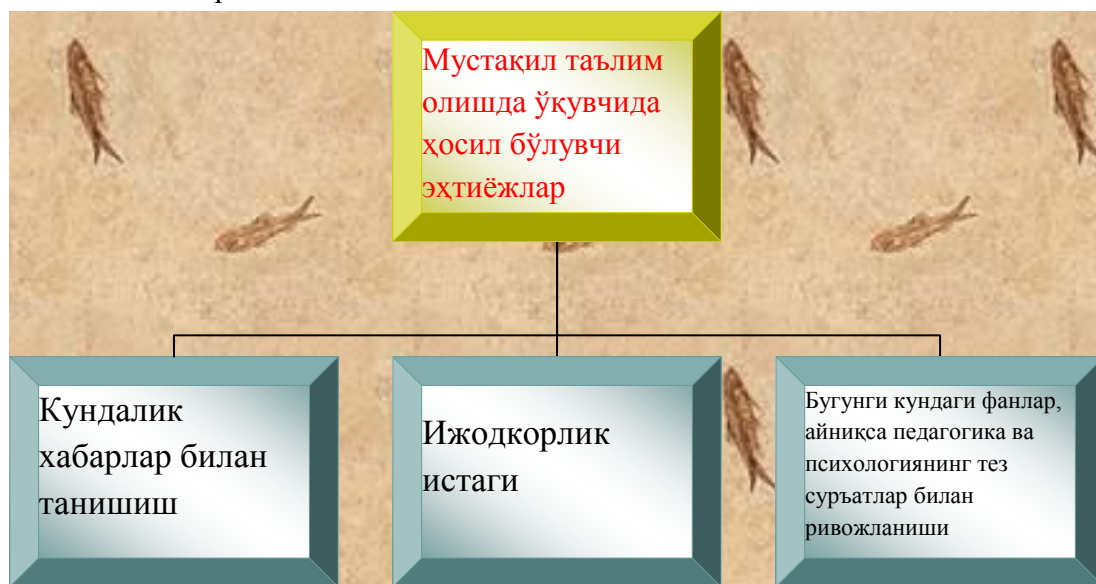 Мустақил таълим
олишда ўқувчида
ҳосил бўлувчи
эҳтиёжлар
Кундалик
хабарлар билан
танишиш
Ижодкорлик
истаги
Бугунги кундаги фанлар,
айниқса педагогика ва
психологиянинг тез
суръатлар билан
ривожланиши